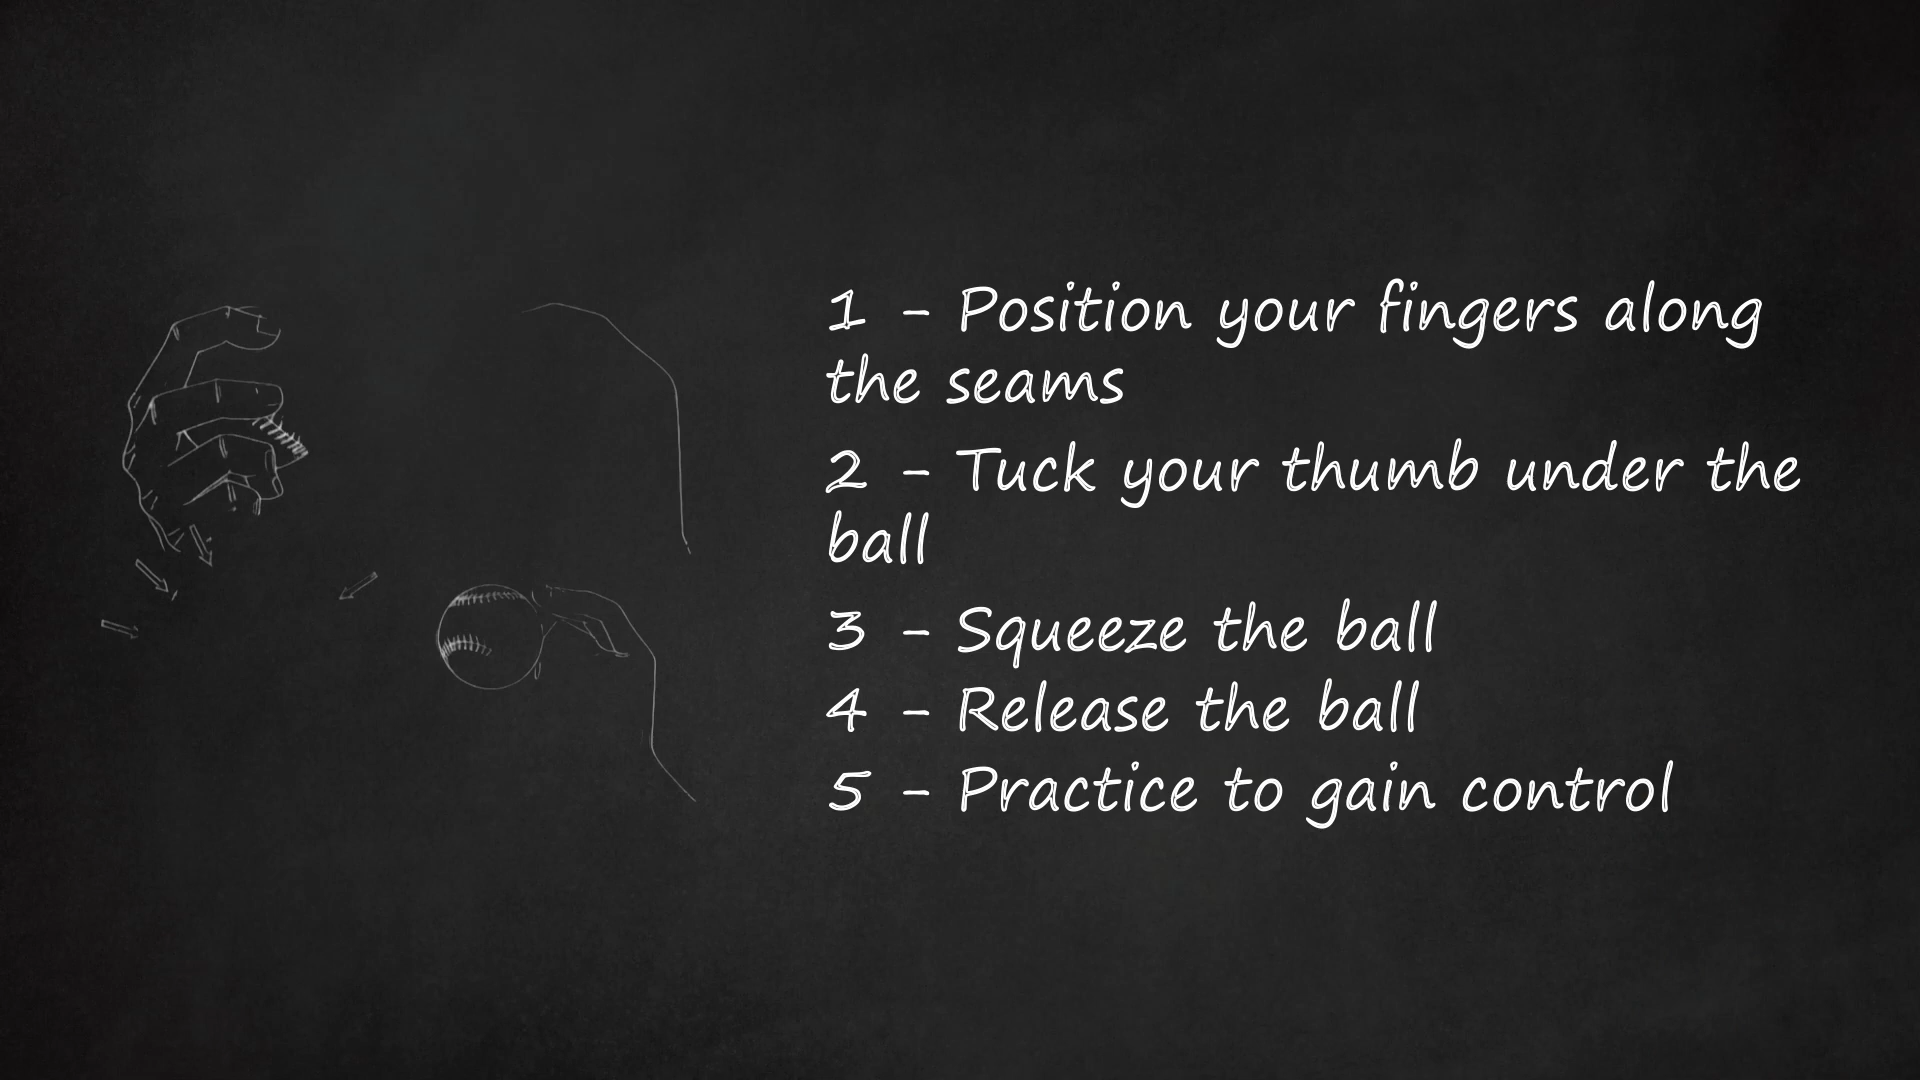 1 - Position your fingers along
the seams
2 - Tuck your thumb under the
ball
3 - Squeeze the ball
4 - Release the ball
5 - Practice to gain control